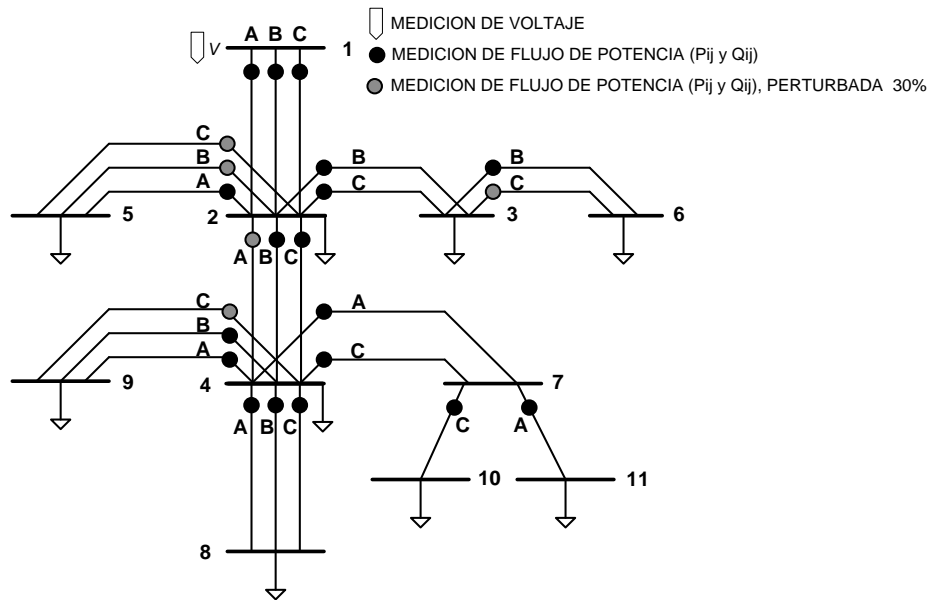 MEDICION DE VOLTAJE
A B C
V
1
MEDICION DE FLUJO DE POTENCIA (Pij y Qij)
MEDICION DE FLUJO DE POTENCIA (Pij y Qij), PERTURBADA 30%
C
B
A
B
C
B
C
5
2
3
6
A B C
C
B
A
A
C
9
4
7
A B C
C
A
10
11
8